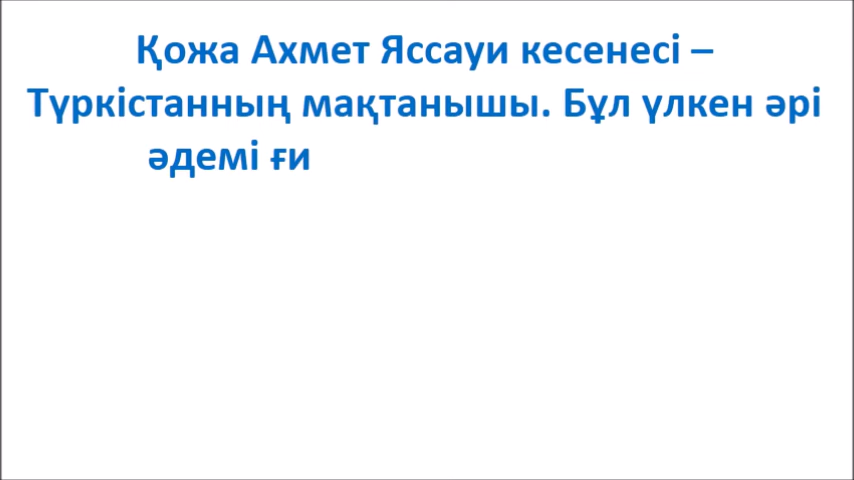 Қожа Ахмет Яссауи кесенесі –
Түркістанның мақтанышы. Бұл үлкен әрі
әдемі ғи